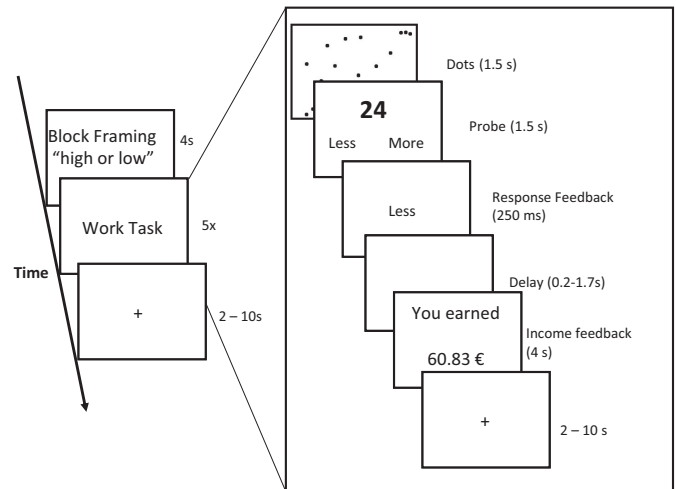 Block Framing
"high or low"
4s
Work Task
5x
Time
+
2 – 10s
Dots (1.5 s)
24
Less More
Probe (1.5 s)
Less
Response Feedback
(250 ms)
Delay (0.2-1.7s)
You earned
60.83 €
Income feedback
(4 s)
+
2 – 10 s